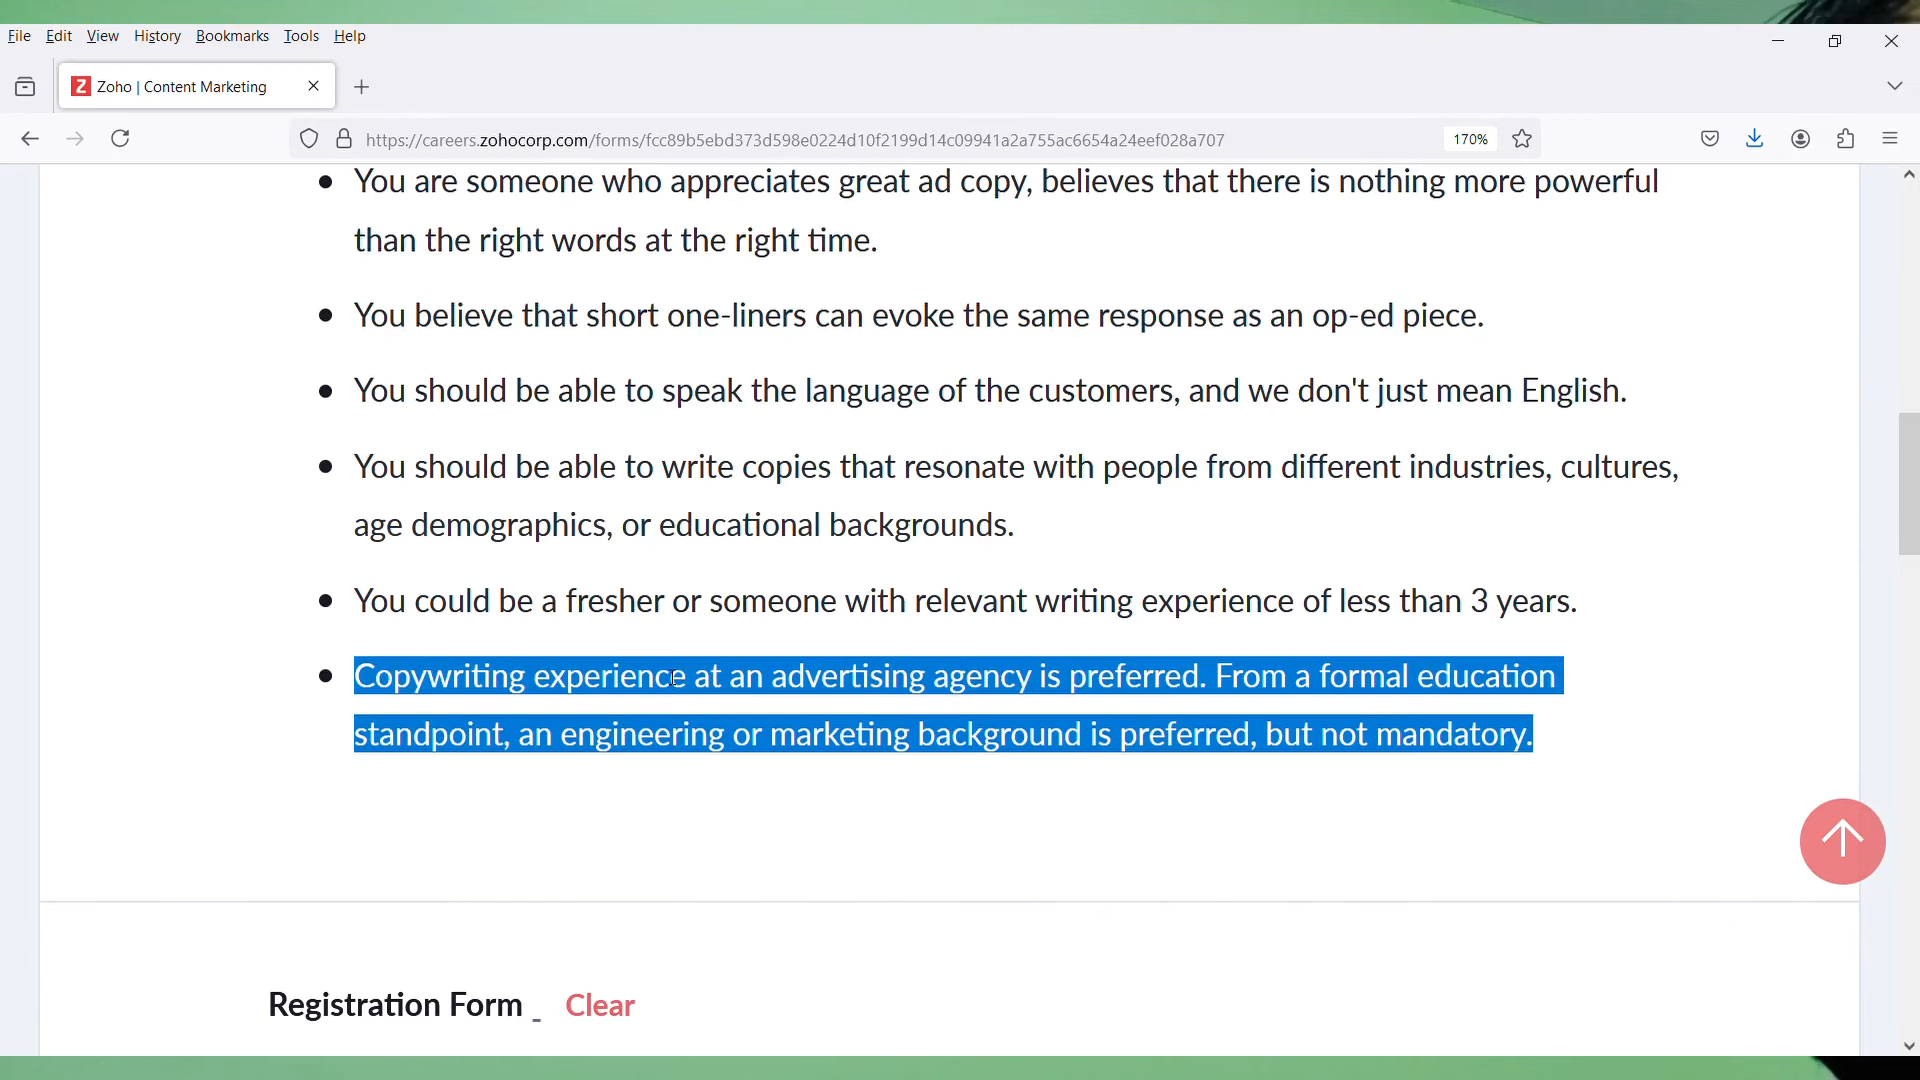 File Edit View History Bookmarks Tools Help
Z Zoho | Content Marketing
https://careers.zohocorp.com/forms/fcc89b5ebd373d598e0224d10f2199d14c09941a2a755ac6654a24eef028a707 170%
You are someone who appreciates great ad copy, believes that there is nothing more powerful
than the right words at the right time.
You believe that short one-liners can evoke the same response as an op-ed piece.
You should be able to speak the language of the customers, and we don't just mean English.
You should be able to write copies that resonate with people from different industries, cultures,
age demographics, or educational backgrounds.
You could be a fresher or someone with relevant writing experience of less than 3 years.
Copywriting experience at an advertising agency is preferred. From a formal education
standpoint, an engineering or marketing background is preferred, but not mandatory.
Registration Form _ Clear